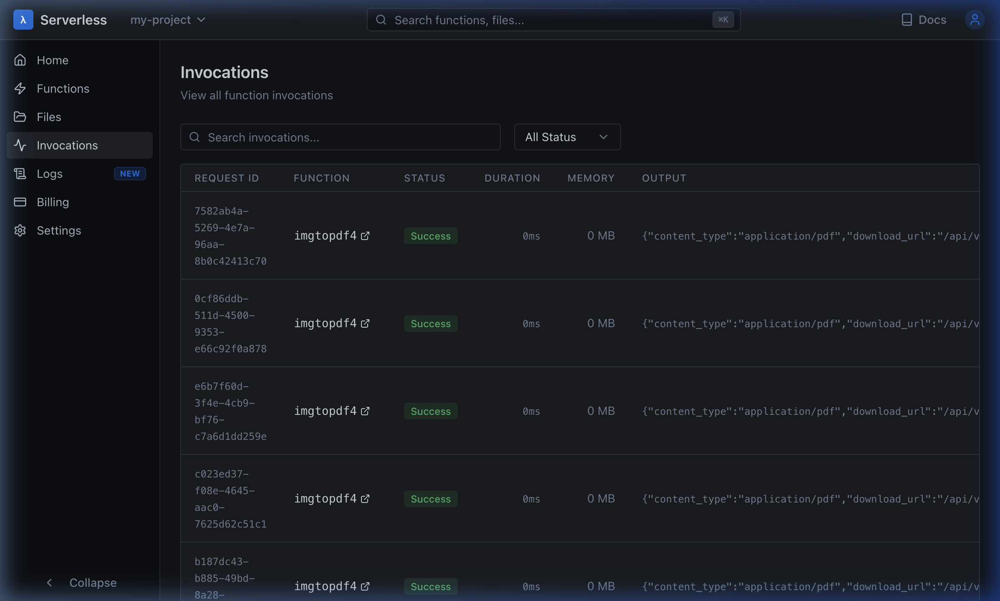 λ Serverless my-project Search functions, files... ⌘K Docs
Home
Functions
Files
Invocations
Logs NEW
Billing
Settings
Collapse
Invocations
View all function invocations
Search invocations... All Status
REQUEST ID FUNCTION STATUS DURATION MEMORY OUTPUT
7582ab4a-
5269-4e7a-
96aa-
8b0c42413c70
imgtopdf4 Success 0ms 0 MB {"content_type":"application/pdf","download_url":"/api/v
0cf86ddb-
511d-4500-
9353-
e66c92f0a878
imgtopdf4 Success 0ms 0 MB {"content_type":"application/pdf","download_url":"/api/v
e6b7f60d-
3f4e-4cb9-
bf76-
c7a6d1dd259e
imgtopdf4 Success 0ms 0 MB {"content_type":"application/pdf","download_url":"/api/v
c023ed37-
f08e-4645-
aac0-
7625d62c51c1
imgtopdf4 Success 0ms 0 MB {"content_type":"application/pdf","download_url":"/api/v
b187dc43-
b885-49bd-
8a28-
imgtopdf4 Success 0ms 0 MB {"content_type":"application/pdf","download_url":"/api/v